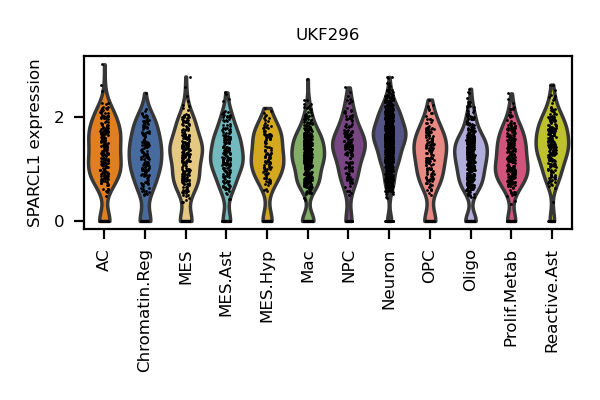 UKF296
SPARCL1 expression
2
0
AC
Chromatin.Reg
MES
MES.Ast
MES.Hyp
Mac
NPC
Neuron
OPC
Oligo
Prolif.Metab
Reactive.Ast